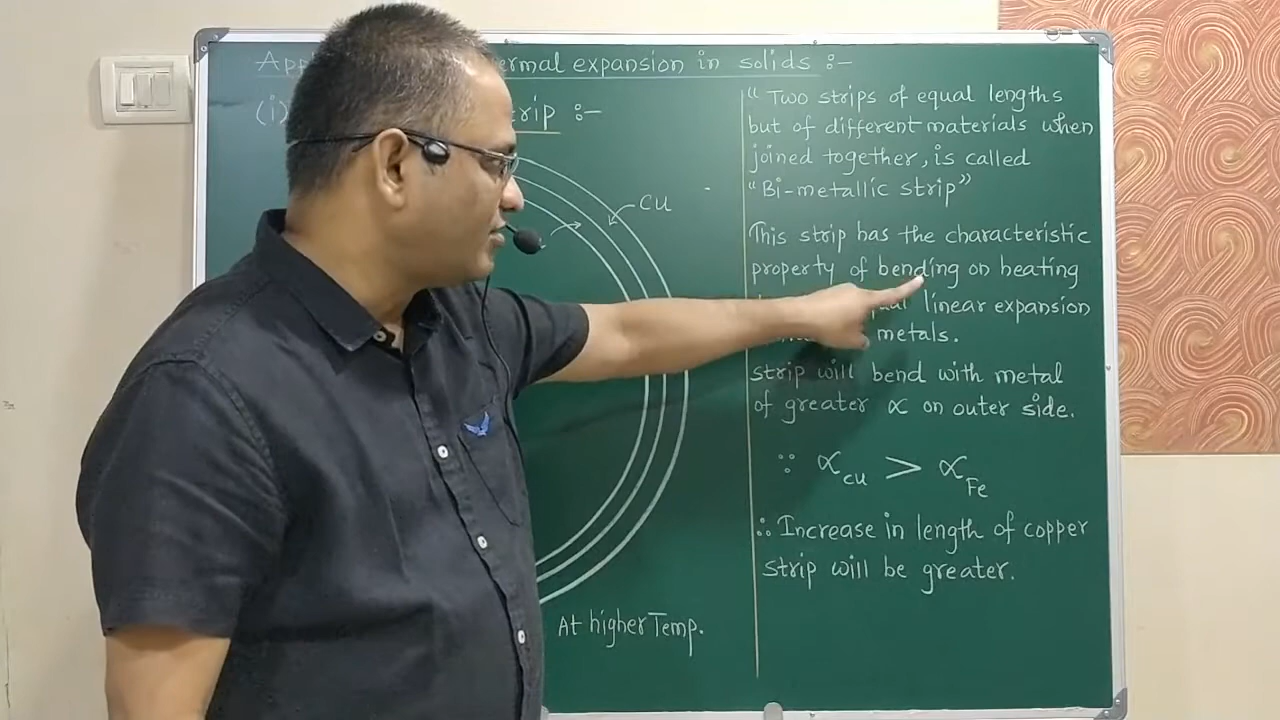 App rmal expansion in solids :-
(i) rip :-
Cu
At higher Temp.
“ Two strips of equal lengths
but of different materials when
joined together, is called
“Bi-metallic strip”
This strip has the characteristic
property of bending on heating
linear expansion
metals.
strip will bend with metal
of greater ∝ on outer side.
∵ ∝cu > ∝Fe
∴ Increase in length of copper
strip will be greater.